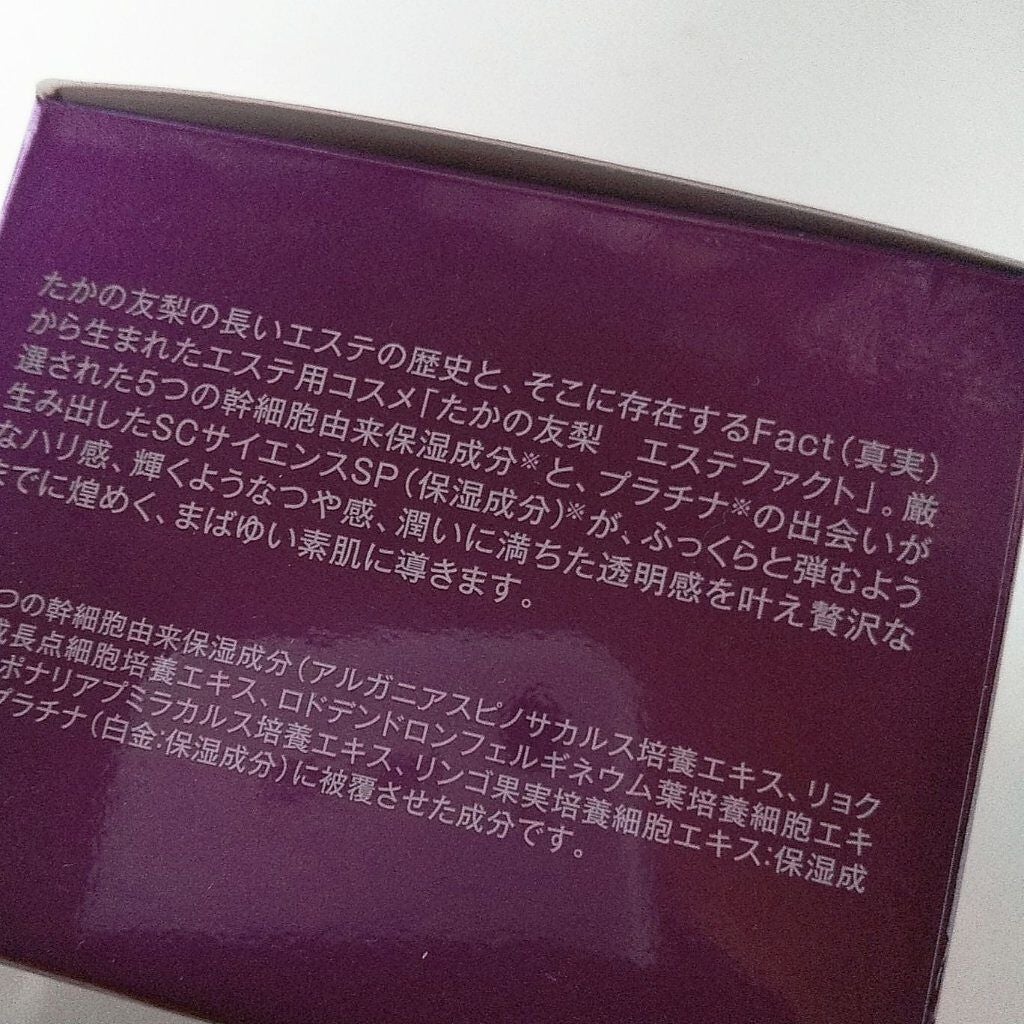 たかの友梨の長いエステの歴史と、そこに存在するFact(真実)
から生まれたエステ用コスメ「たかの友梨　エステファクト」。厳
選された5つの幹細胞由来保湿成分※と、プラチナ※の出会いが
生み出したSCサイエンスSP(保湿成分)※が、ふっくらと弾むよう
なハリ感、輝くようなつや感、潤いに満ちた透明感を叶え贅沢な
までに煌めく、まばゆい素肌に導きます。
つの幹細胞由来保湿成分(アルガニアスピノサカルス培養エキス、リョク
成長点細胞培養エキス、ロドデンドロンフェルギネウム葉培養細胞エキ
ポナリアプミラカルス培養エキス、リンゴ果実培養細胞エキス:保湿成
プラチナ(白金:保湿成分)に被覆させた成分です。